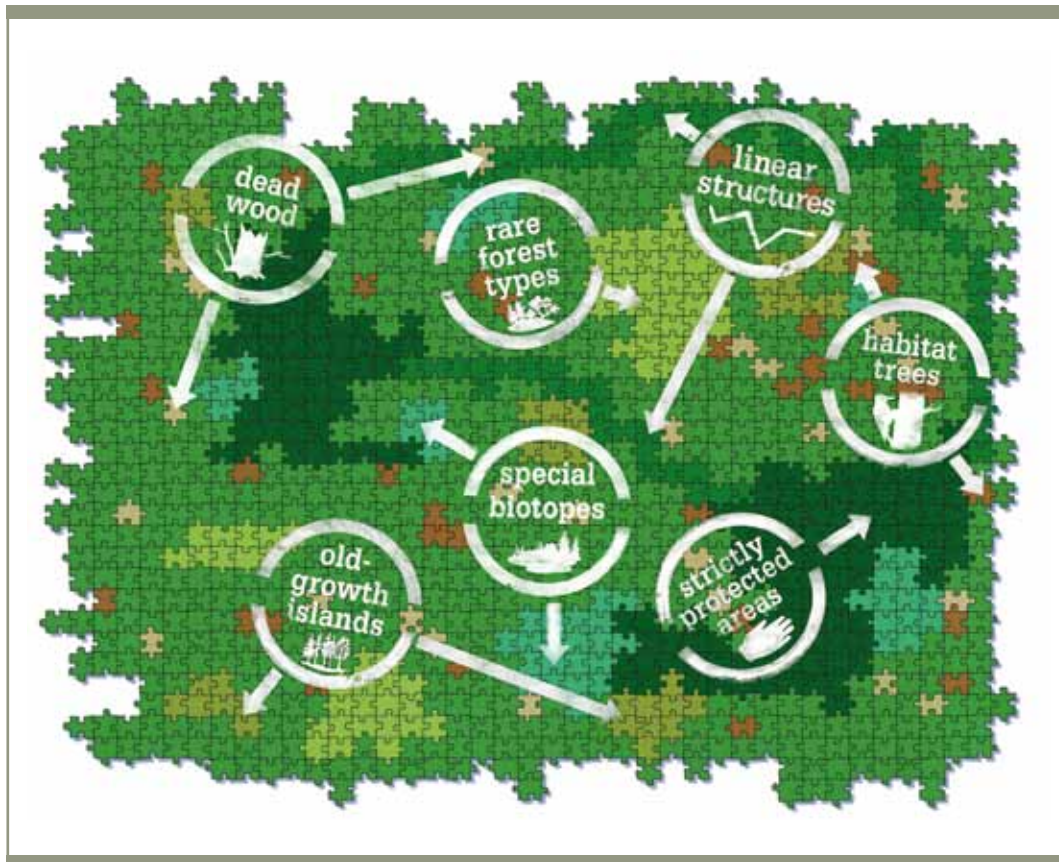 dead
wood
rare
forest
types
linear
structures
habitat
trees
special
biotopes
old-
growth
islands
strictly
protected
areas